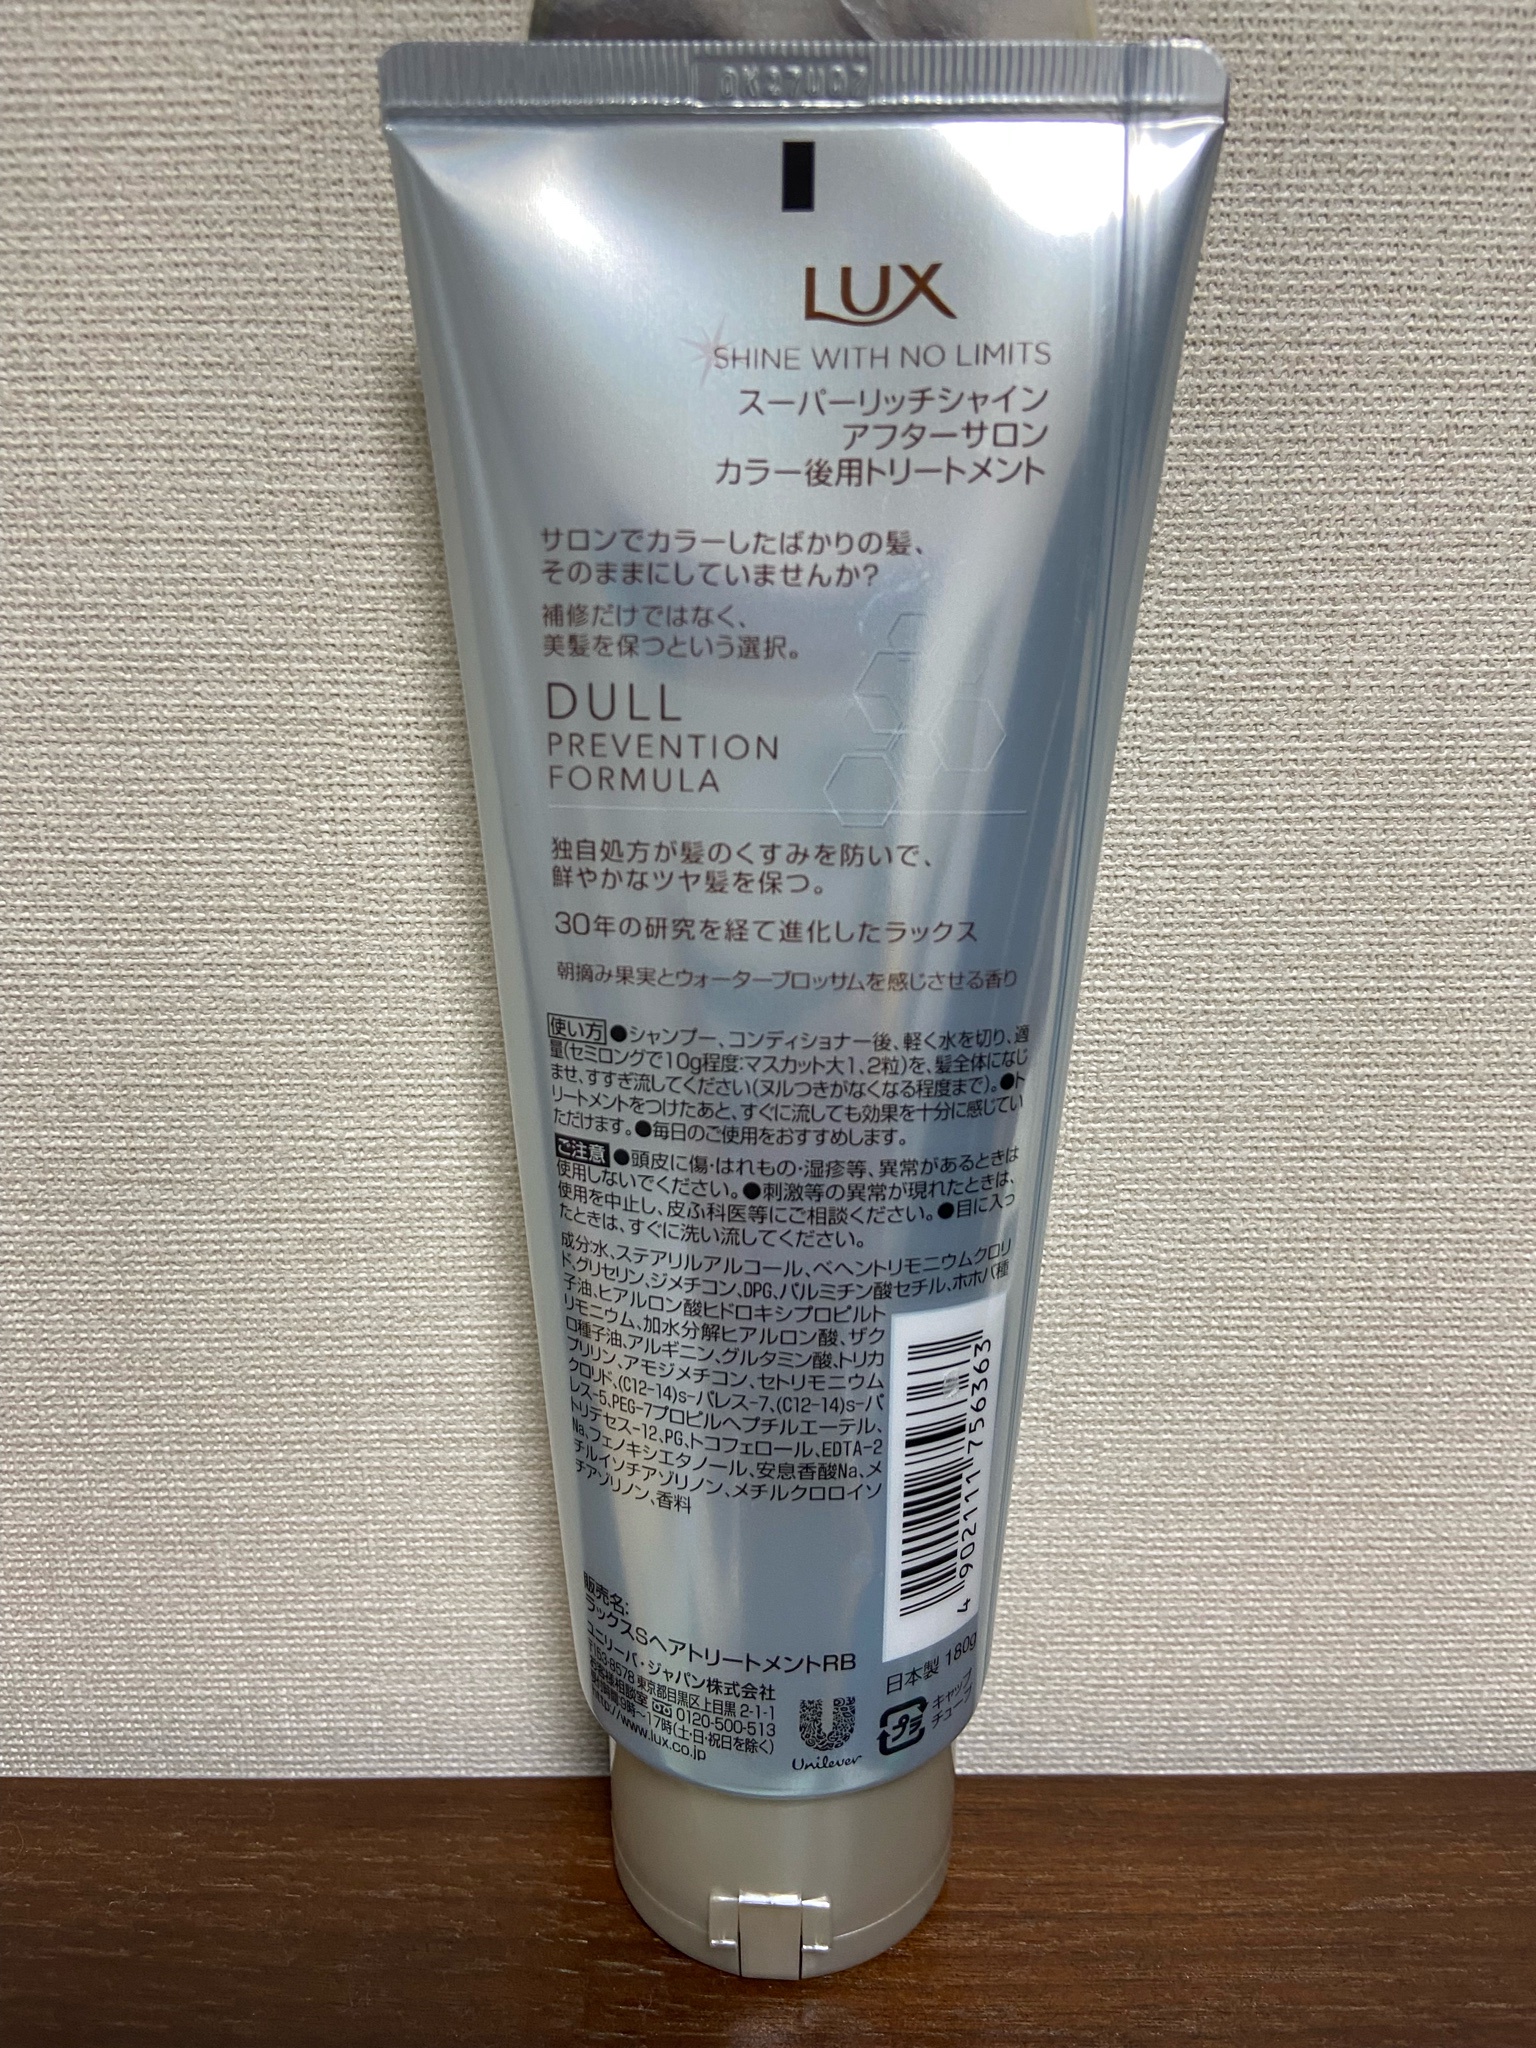 LUX
SHINE WITH NO LIMITS
スーパーリッチシャイン
アフターサロン
カラー後用トリートメント
サロンでカラーしたばかりの髪、
そのままにしていませんか?
補修だけではなく、
美髪を保つという選択。
DULL
PREVENTION
FORMULA
独自処方が髪のくすみを防いで、
鮮やかなツヤ髪を保つ。
30年の研究を経て進化したラックス
朝摘み果実とウォーターブロッサムを感じさせる香り
使い方 ●シャンプー、コンディショナー後、軽く水を切り、適
量(セミロングで10g程度:マスカット大1、2粒)を、髪全体になじ
ませ、すすぎ流してください(ヌルつきがなくなる程度まで)。●ト
リートメントをつけたあと、すぐに流しても効果を十分に感じてい
ただけます。●毎日のご使用をおすすめします。
ご注意 ●頭皮に傷・はれもの・湿疹等、異常があるときは
使用しないでください。●刺激等の異常が現れたときは、
使用を中止し、皮ふ科医等にご相談ください。●目に入っ
たときは、すぐに洗い流してください。
成分:水、ステアリルアルコール、ベヘントリモニウムクロリ
ド、グリセリン、ジメチコン、DPG、パルミチン酸セチル、ホホバ種
子油、ヒアルロン酸ヒドロキシプロピルト
リモニウム、加水分解ヒアルロン酸、ザク
ロ種子油、アルギニン、グルタミン酸、トリカ
プリリン、アモジメチコン、セトリモニウム
クロリド、(C12-14)s-パレス-7、(C12-14)s-パ
レス-5、PEG-7プロピルヘプチルエーテル、
トリデセス-12、PG、トコフェロール、EDTA-2
Na、フェノキシエタノール、安息香酸Na、メ
チルイソチアゾリノン、メチルクロロイソ
チアゾリノン、香料
4902111756363
販売名:
ラックスSヘアトリートメントRB
ユニリーバ・ジャパン株式会社
〒153-8578 東京都目黒区上目黒 2-1-1
お客様相談室 0120-500-513
9時~17時(土・日・祝日を除く)
http://www.lux.co.jp
Unilever
日本製 180g
プラ
キャップ
チューブ